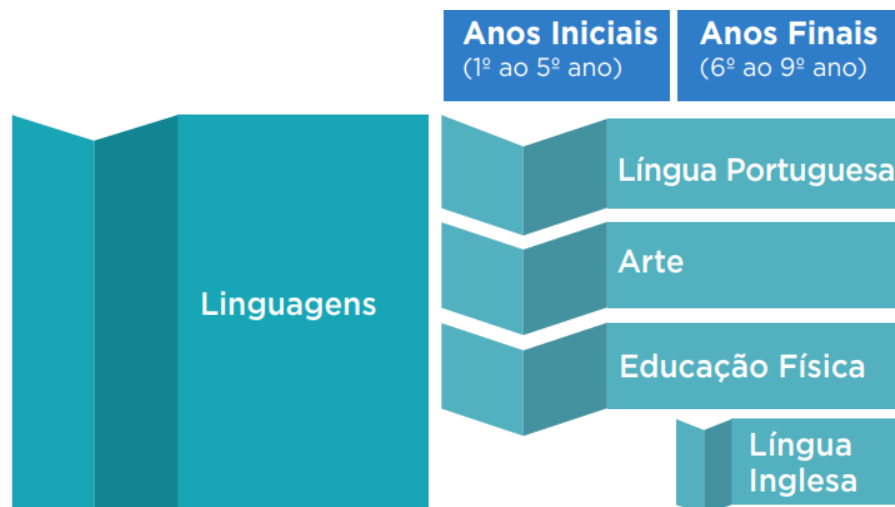 Anos Iniciais
(1º ao 5º ano)
Anos Finais
(6º ao 9º ano)
Linguagens
Língua Portuguesa
Arte
Educação Física
Língua
Inglesa